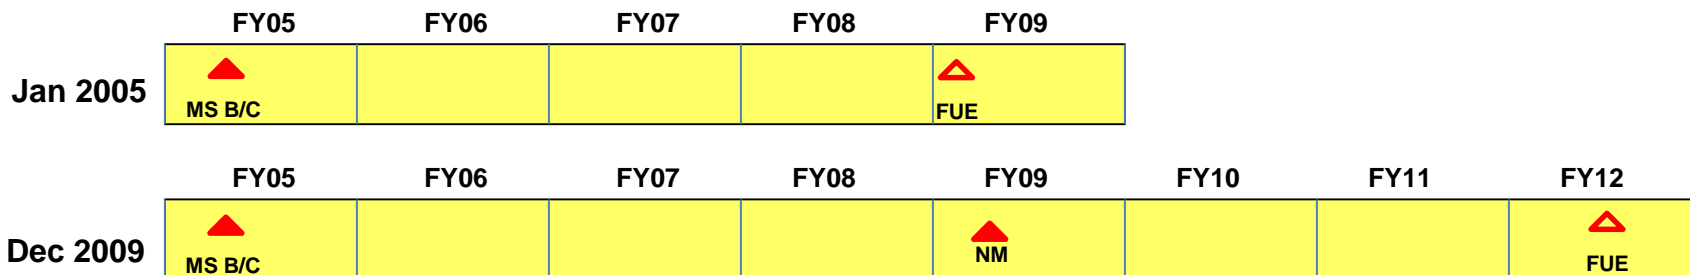 FY05 FY06 FY07 FY08 FY09
Jan 2005
MS B/C FUE
FY05 FY06 FY07 FY08 FY09 FY10 FY11 FY12
Dec 2009
NM
MS B/C FUE